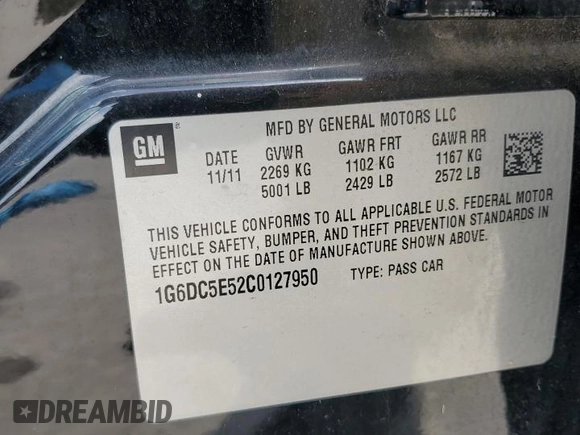 MFD BY GENERAL MOTORS LLC
GM
DATE GVWR GAWR FRT GAWR RR
11/11 2269 KG 1102 KG 1167 KG
5001 LB 2429 LB 2572 LB
THIS VEHICLE CONFORMS TO ALL APPLICABLE U.S. FEDERAL MOTOR
VEHICLE SAFETY, BUMPER, AND THEFT PREVENTION STANDARDS IN
EFFECT ON THE DATE OF MANUFACTURE SHOWN ABOVE.
1G6DC5E52C0127950 TYPE: PASS CAR
DREAMBID